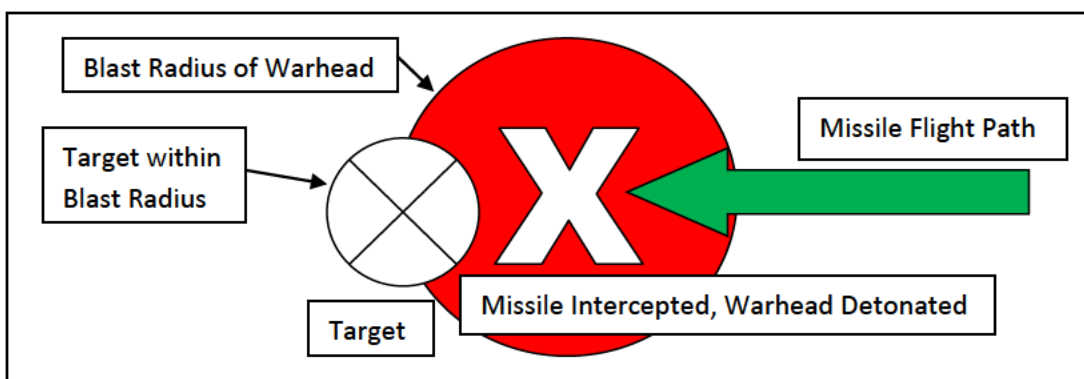 Blast Radius of Warhead
Missile Flight Path
Target within
Blast Radius
X
Missile Intercepted, Warhead Detonated
Target